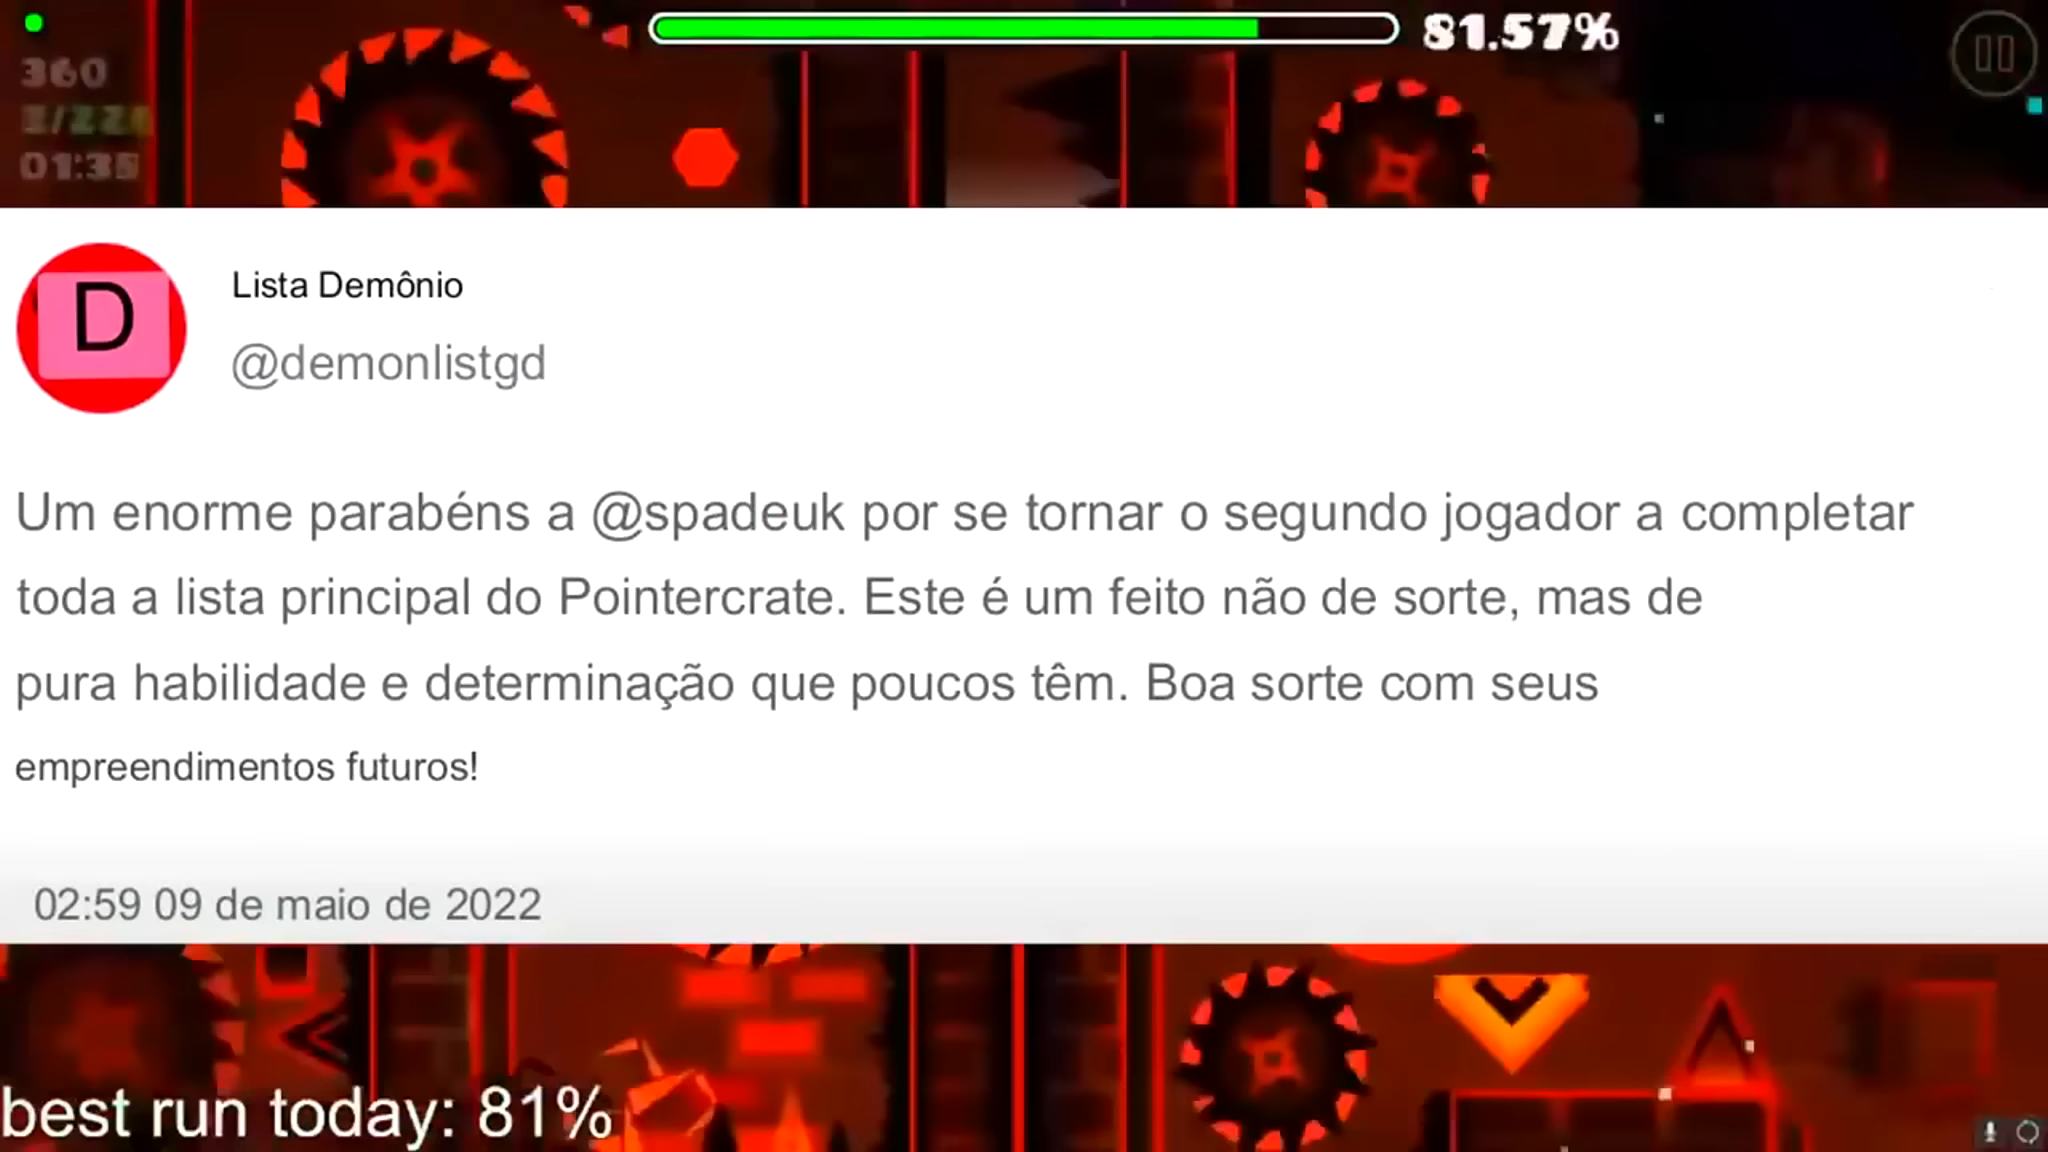 81.57%
360
01:35
D
Lista Demônio
@demonlistgd
Um enorme parabéns a @spadeuk por se tornar o segundo jogador a completar
toda a lista principal do Pointercrate. Este é um feito não de sorte, mas de
pura habilidade e determinação que poucos têm. Boa sorte com seus
empreendimentos futuros!
02:59 09 de maio de 2022
best run today: 81%